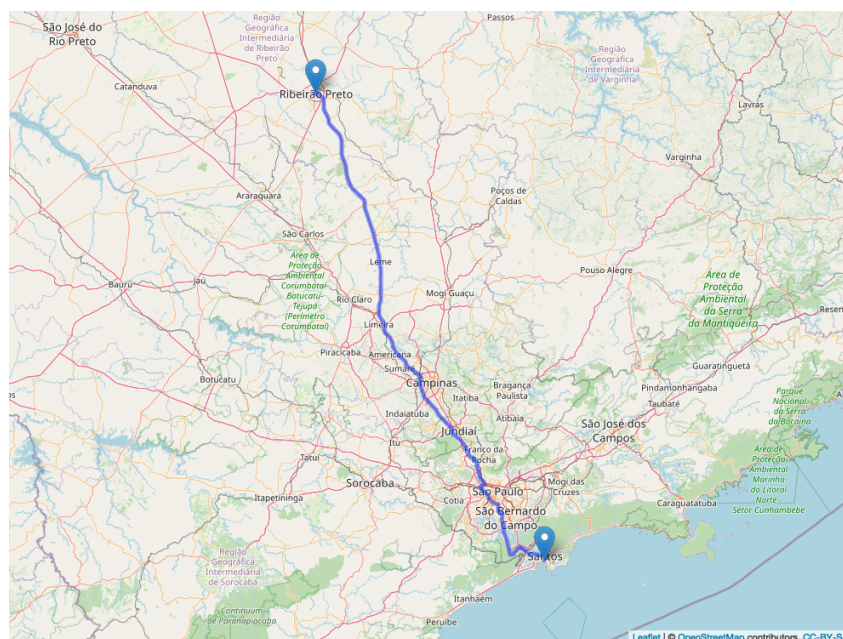 São José do
Rio Preto
Região
Geográfica
Intermediária
de Ribeirão
Preto
Passos
Região
Geográfica
Intermediária
de Varginha
Catanduva
Ribeirão Preto
Lavras
Varginha
Araraquara
Poços de
Caldas
São Carlos
Área de
Proteção
Ambiental
Corumbataí-
Botucatu-
Tejupá
(Perímetro
Corumbataí)
Leme
Pouso Alegre
Bauru
Jaú
Mogi Guaçu
Área de
Proteção
Ambiental
da Serra
da Mantiqueira
Rio Claro
Limeira
Resen
Piracicaba
Americana
Sumaré
Campinas
Botucatu
Bragança
Paulista
Guaratinguetá
Pindamonhangaba
Taubaté
Itatiba
Indaiatuba
Atibaia
Parque
Nacional
da Serra
da Bocaina
Jundiaí
São José dos
Campos
Itu
Franco da
Rocha
Tatuí
Área de
Proteção
Ambiental
Marinha
do Litoral
Norte -
Setor Cunhambebe
Sorocaba
Mogi das
Cruzes
São Paulo
Cotia
Itapetininga
Caraguatatuba
São Bernardo
do Campo
Santos
Região
Geográfica
Intermediária
de Sorocaba
Itanhaém
Continuum
de Paranapiacaba
Peruíbe
Leaflet | © OpenStreetMap contributors, CC-BY-S